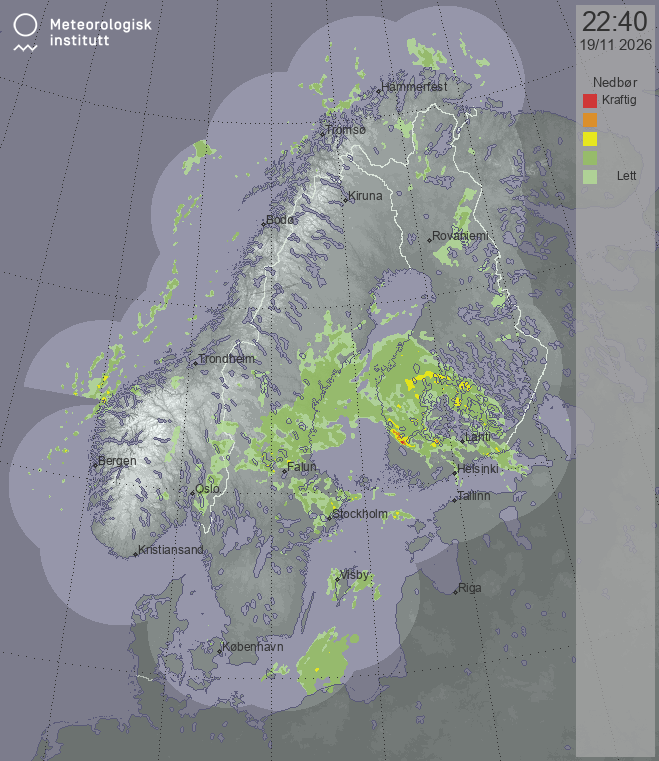 Meteorologisk
institutt
22:40
19/11 2026
Nedbør
Kraftig
Lett
Hammerfest
Tromsø
Kiruna
Bodø
Rovaniemi
Trondheim
Lahti
Bergen
Falun
Helsinki
Oslo
Tallinn
Stockholm
Kristiansand
Visby
Riga
København